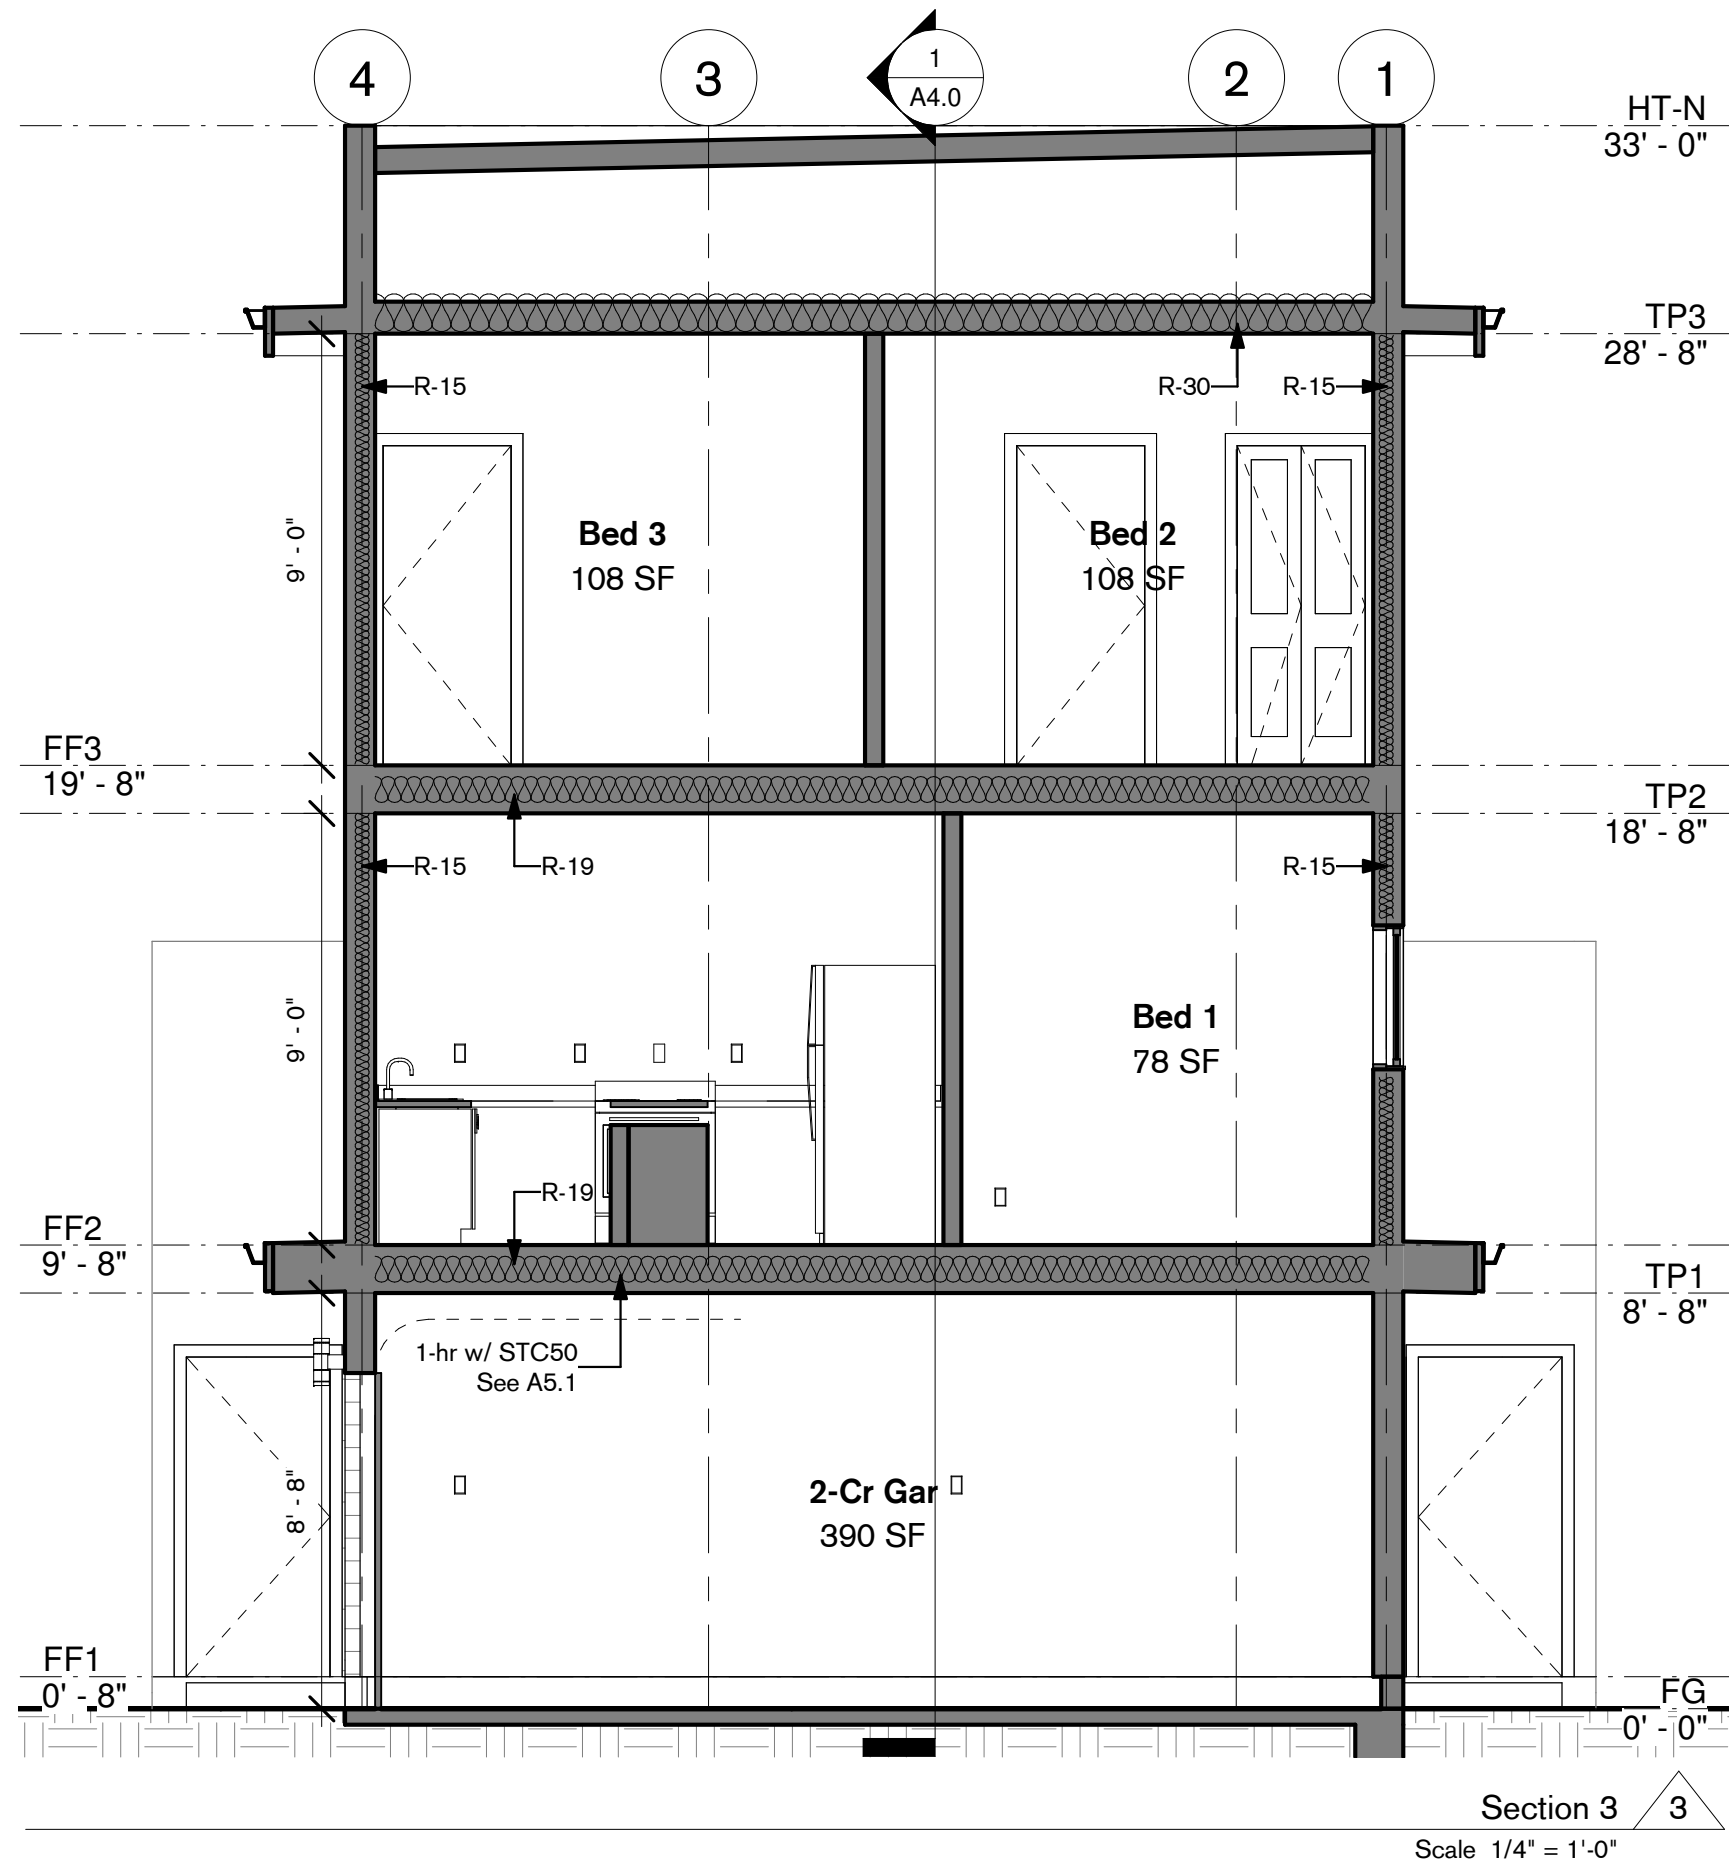 4
3
1
A4.0
2
1
HT-N
33' - 0"
TP3
28' - 8"
R-15
R-30
R-15
9' - 0"
Bed 3
108 SF
Bed 2
108 SF
FF3
19' - 8"
TP2
18' - 8"
R-15
R-19
R-15
9' - 0"
Bed 1
78 SF
R-19
FF2
9' - 8"
TP1
8' - 8"
1-hr w/ STC50
See A5.1
8' - 8"
2-Cr Gar
390 SF
FF1
0' - 8"
FG
0' - 0"
Section 3
3
Scale 1/4" = 1'-0"